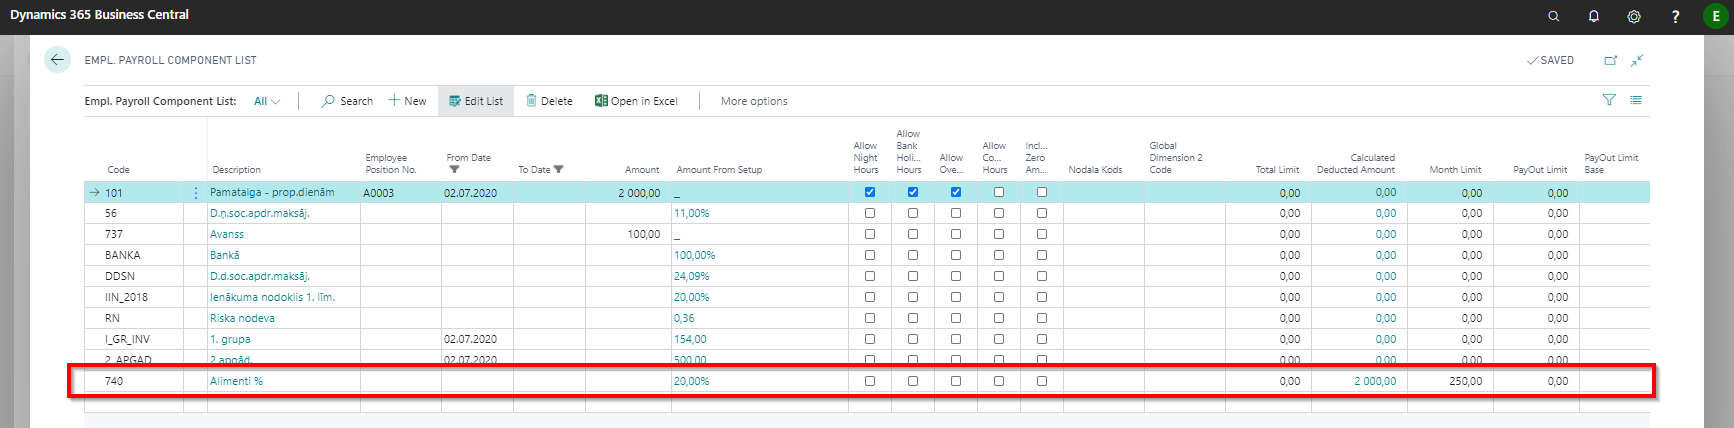 Dynamics 365 Business Central
E
EMPL. PAYROLL COMPONENT LIST
SAVED
Empl. Payroll Component List: All Search New Edit List Delete Open in Excel More options
Code Description Employee Position No. From Date To Date Amount Amount From Setup Allow Night Hours Allow Bank Holi... Hours Allow Ove... Allow Co... Hours Incl... Zero Am... Nodala Kods Global Dimension 2 Code Total Limit Calculated Deducted Amount Month Limit PayOut Limit PayOut Limit Base
101 Pamatalga - prop.dienām A0003 02.07.2020 2 000,00 _ 0,00 0,00 0,00 0,00
56 D.ņ.soc.apdr.maksāj. 11,00% 0,00 0,00 0,00 0,00
737 Avanss 100,00 _ 0,00 0,00 0,00 0,00
BANKA Bankā 100,00% 0,00 0,00 0,00 0,00
DDSN D.d.soc.apdr.maksāj. 24,09% 0,00 0,00 0,00 0,00
IIN_2018 Ienākuma nodoklis 1. līm. 20,00% 0,00 0,00 0,00 0,00
RN Riska nodeva 0,36 0,00 0,00 0,00 0,00
I_GR_INV 1. grupa 02.07.2020 154,00 0,00 0,00 0,00 0,00
2_APGAD 2 apgād. 02.07.2020 500,00 0,00 0,00 0,00 0,00
740 Alimenti % 20,00% 0,00 2 000,00 250,00 0,00